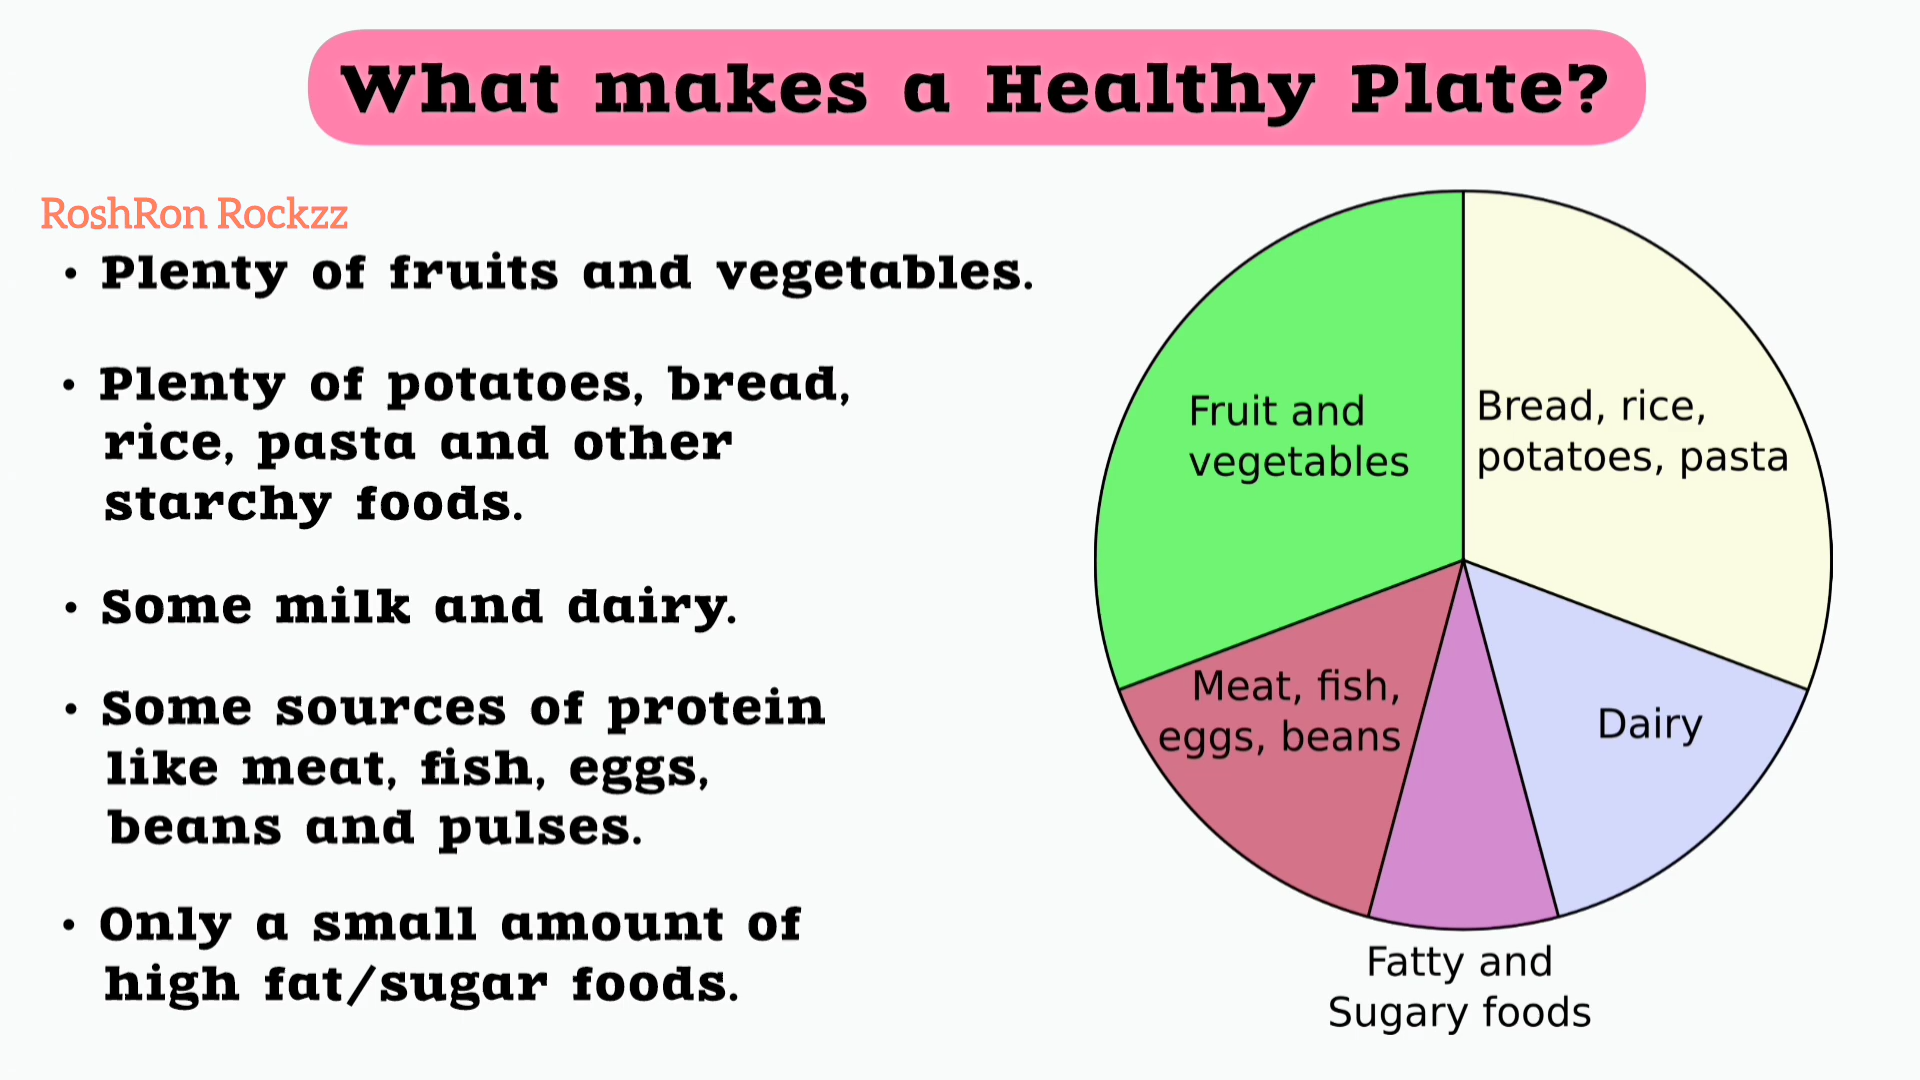 What makes a Healthy Plate?
RoshRon Rockzz
• Plenty of fruits and vegetables.
• Plenty of potatoes, bread,
rice, pasta and other
starchy foods.
• Some milk and dairy.
• Some sources of protein
like meat, fish, eggs,
beans and pulses.
• Only a small amount of
high fat/sugar foods.
Fruit and
vegetables
Bread, rice,
potatoes, pasta
Meat, fish,
eggs, beans
Dairy
Fatty and
Sugary foods